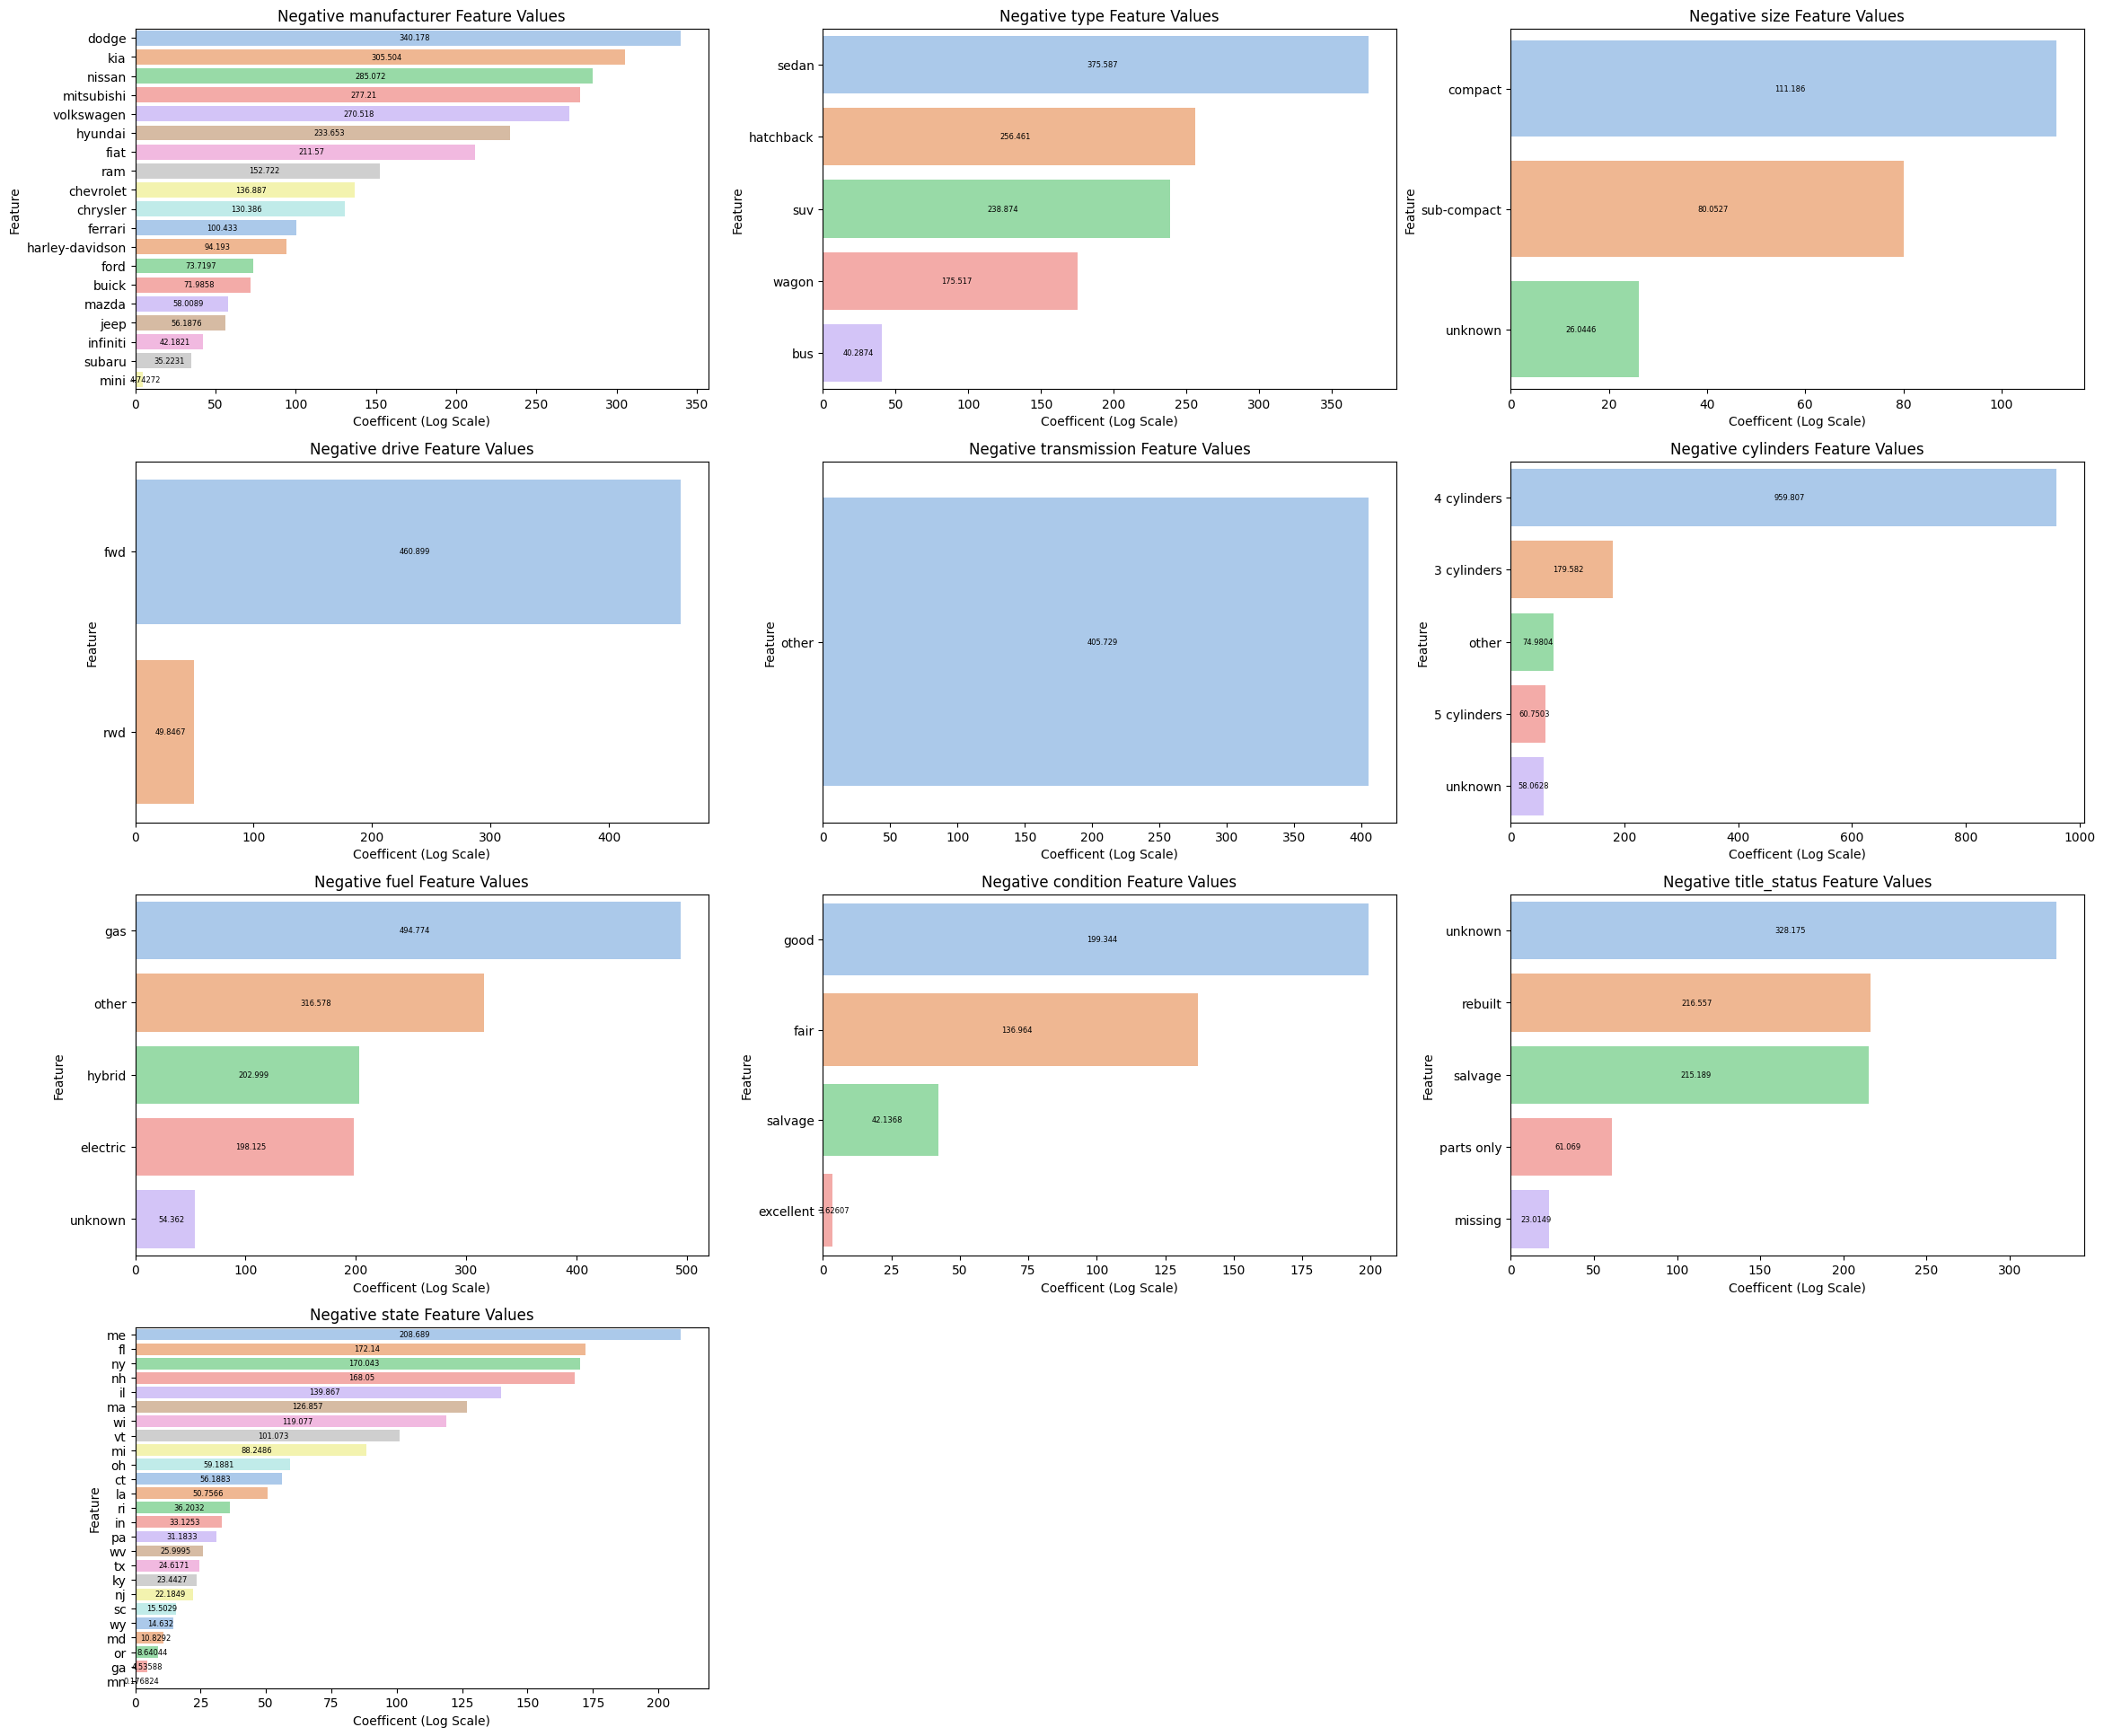 Negative manufacturer Feature Values
Feature
dodge 340.178
kia 305.504
nissan 285.072
mitsubishi 277.21
volkswagen 270.518
hyundai 233.653
fiat 211.57
ram 152.722
chevrolet 136.887
chrysler 130.386
ferrari 100.433
harley-davidson 94.193
ford 73.7197
buick 71.9858
mazda 58.0089
jeep 56.1876
infiniti 42.1821
subaru 35.2231
mini 4.74272
0 50 100 150 200 250 300 350
Coefficent (Log Scale)
Negative type Feature Values
Feature
sedan 375.587
hatchback 256.461
suv 238.874
wagon 175.517
bus 40.2874
0 50 100 150 200 250 300 350
Coefficent (Log Scale)
Negative size Feature Values
Feature
compact 111.186
sub-compact 80.0527
unknown 26.0446
0 20 40 60 80 100
Coefficent (Log Scale)
Negative drive Feature Values
Feature
fwd 460.899
rwd 49.8467
0 100 200 300 400
Coefficent (Log Scale)
Negative transmission Feature Values
Feature
other 405.729
0 50 100 150 200 250 300 350 400
Coefficent (Log Scale)
Negative cylinders Feature Values
Feature
4 cylinders 959.807
3 cylinders 179.582
other 74.9804
5 cylinders 60.7503
unknown 58.0628
0 200 400 600 800 1000
Coefficent (Log Scale)
Negative fuel Feature Values
Feature
gas 494.774
other 316.578
hybrid 202.999
electric 198.125
unknown 54.362
0 100 200 300 400 500
Coefficent (Log Scale)
Negative condition Feature Values
Feature
good 199.344
fair 136.964
salvage 42.1368
excellent 3.62607
0 25 50 75 100 125 150 175 200
Coefficent (Log Scale)
Negative title_status Feature Values
Feature
unknown 328.175
rebuilt 216.557
salvage 215.189
parts only 61.069
missing 23.0149
0 50 100 150 200 250 300
Coefficent (Log Scale)
Negative state Feature Values
Feature
me 208.689
fl 172.14
ny 170.043
nh 168.05
il 139.867
ma 126.857
wi 119.077
vt 101.073
mi 88.2486
oh 59.1881
ct 56.1883
la 50.7566
ri 36.2032
in 33.1253
pa 31.1833
wv 25.9995
tx 24.6171
ky 23.4427
nj 22.1849
sc 15.5029
wy 14.632
md 10.8292
or 8.64044
ga 4.53588
mn 0.176824
0 25 50 75 100 125 150 175 200
Coefficent (Log Scale)